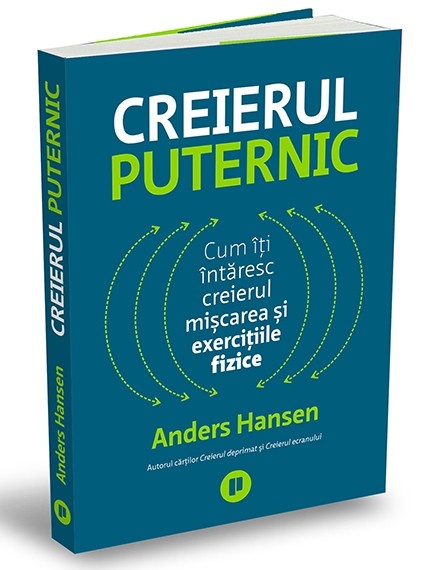 CREIERUL
PUTERNIC
Cum îți
întăresc
creierul
mișcarea și
exercițiile
fizice
Anders Hansen
Autorul cărților Creierul deprimat și Creierul ecranului
CREIERUL PUTERNIC
Anders Hansen